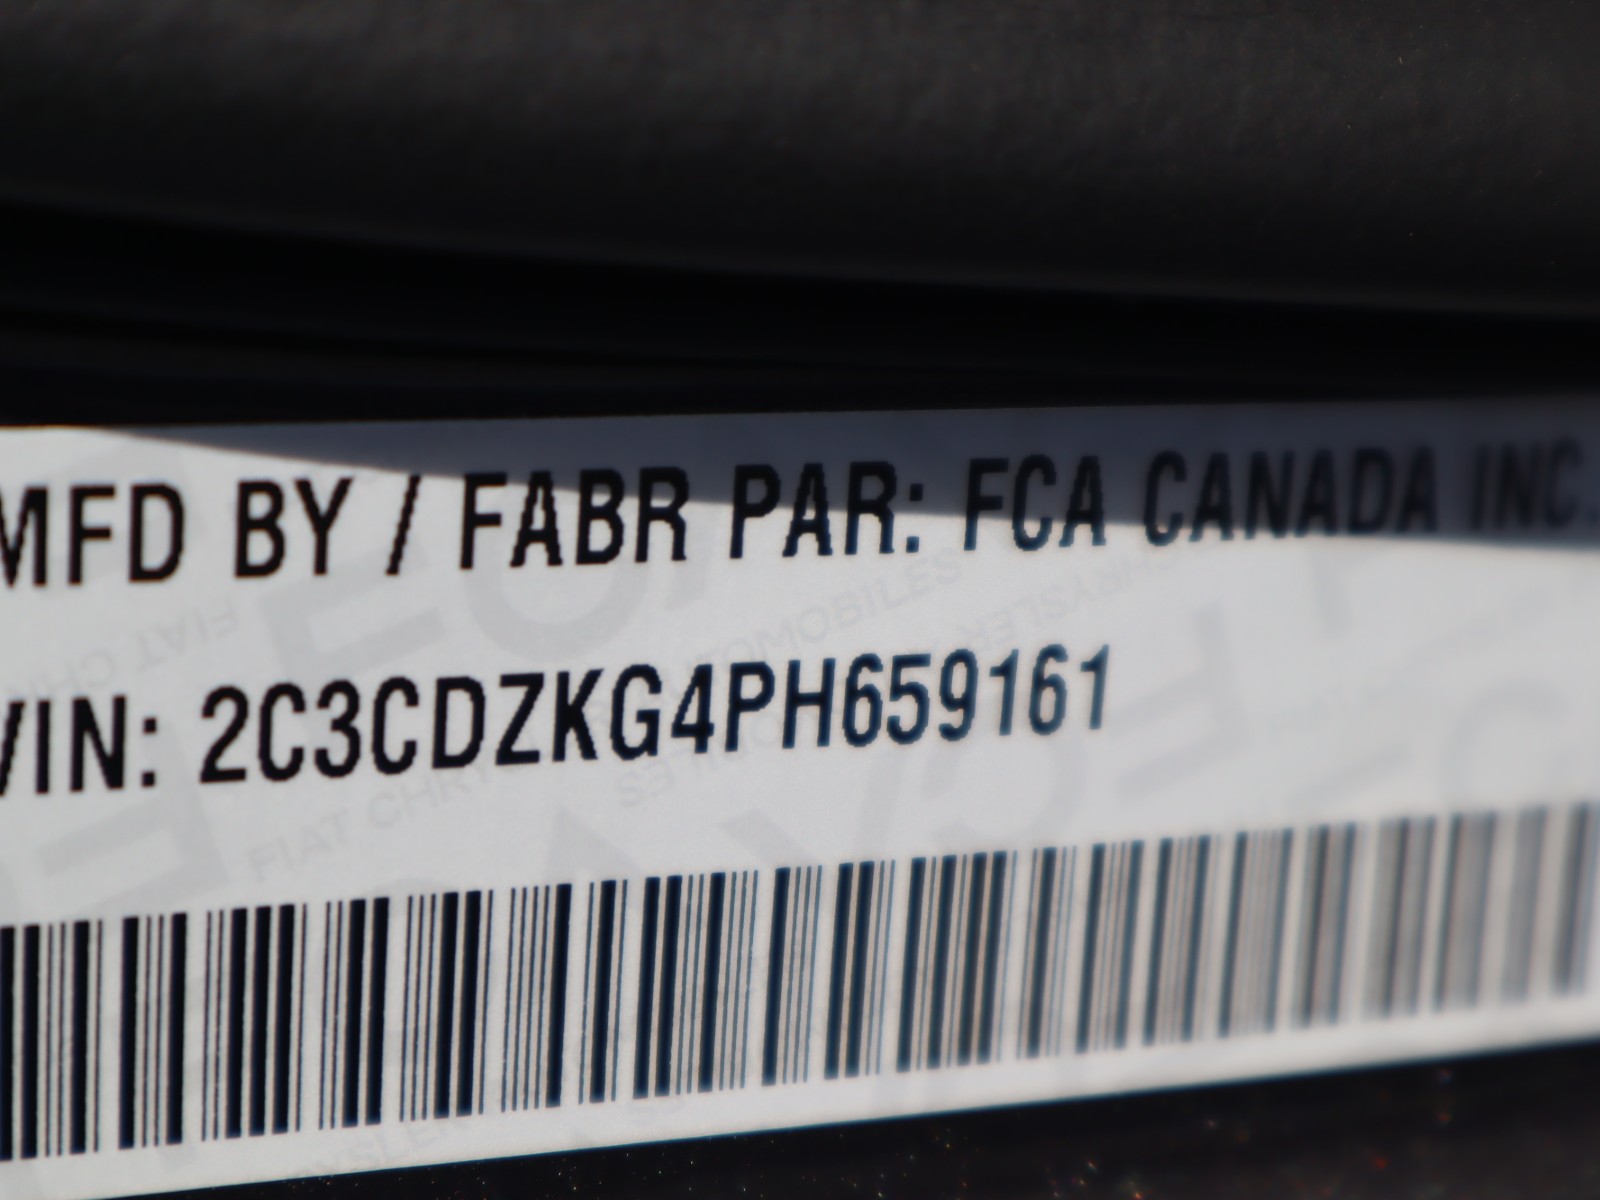 MFD BY / FABR PAR: FCA CANADA INC.
VIN: 2C3CDZKG4PH659161